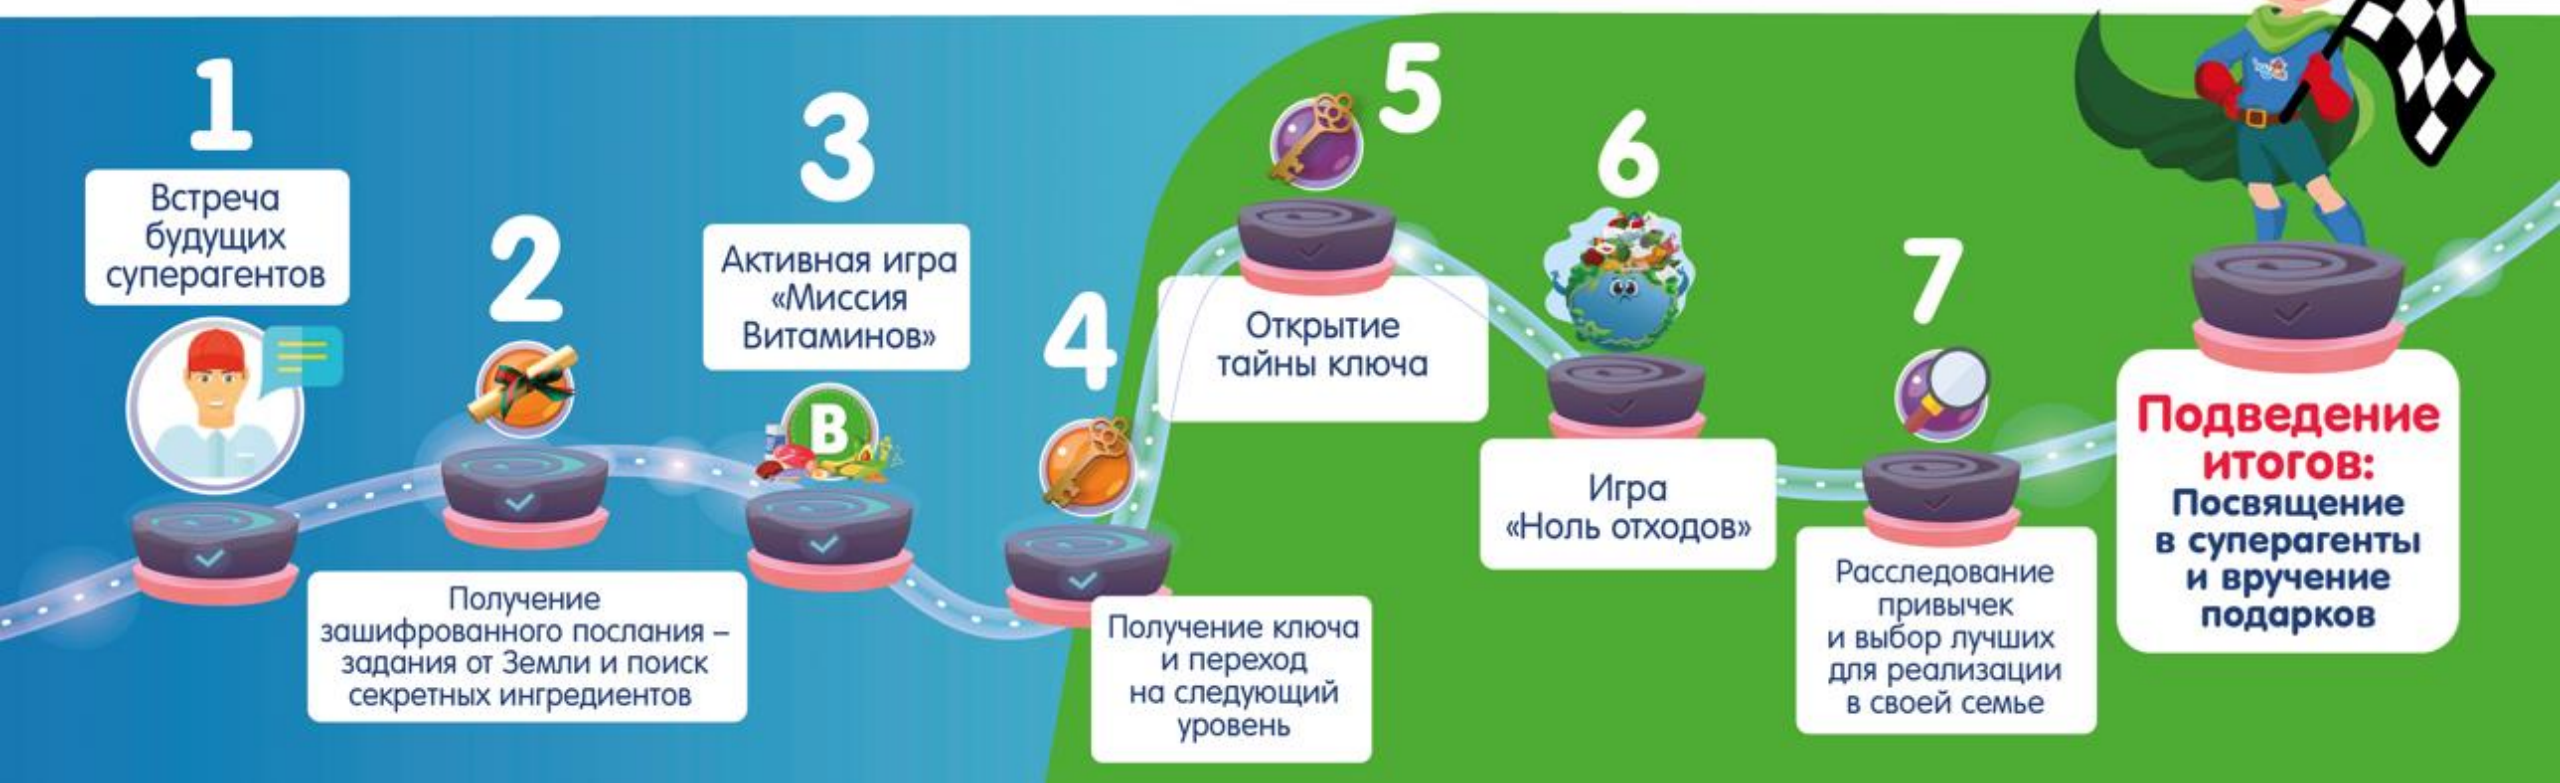 1
Встреча
будущих
суперагентов
2
Получение
зашифрованного послания –
задания от Земли и поиск
секретных ингредиентов
3
Активная игра
«Миссия
Витаминов»
B
4
Получение ключа
и переход
на следующий
уровень
5
Открытие
тайны ключа
6
Игра
«Ноль отходов»
7
Расследование
привычек
и выбор лучших
для реализации
в своей семье
Подведение
итогов:
Посвящение
в суперагенты
и вручение
подарков